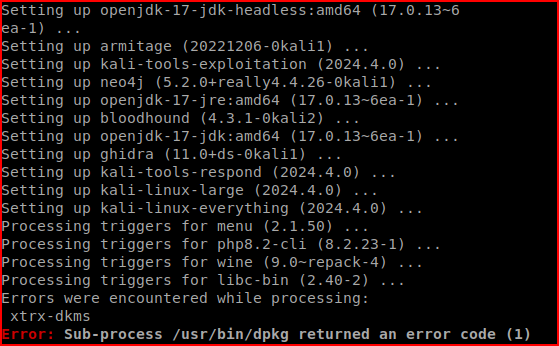 Setting up openjdk-17-jdk-headless:amd64 (17.0.13~6
ea-1) ...
Setting up armitage (20221206-0kali1) ...
Setting up kali-tools-exploitation (2024.4.0) ...
Setting up neo4j (5.2.0+really4.4.26-0kali1) ...
Setting up openjdk-17-jre:amd64 (17.0.13~6ea-1) ...
Setting up bloodhound (4.3.1-0kali2) ...
Setting up openjdk-17-jdk:amd64 (17.0.13~6ea-1) ...
Setting up ghidra (11.0+ds-0kali1) ...
Setting up kali-tools-respond (2024.4.0) ...
Setting up kali-linux-large (2024.4.0) ...
Setting up kali-linux-everything (2024.4.0) ...
Processing triggers for menu (2.1.50) ...
Processing triggers for php8.2-cli (8.2.23-1) ...
Processing triggers for wine (9.0~repack-4) ...
Processing triggers for libc-bin (2.40-2) ...
Errors were encountered while processing:
 xtrx-dkms
Error: Sub-process /usr/bin/dpkg returned an error code (1)